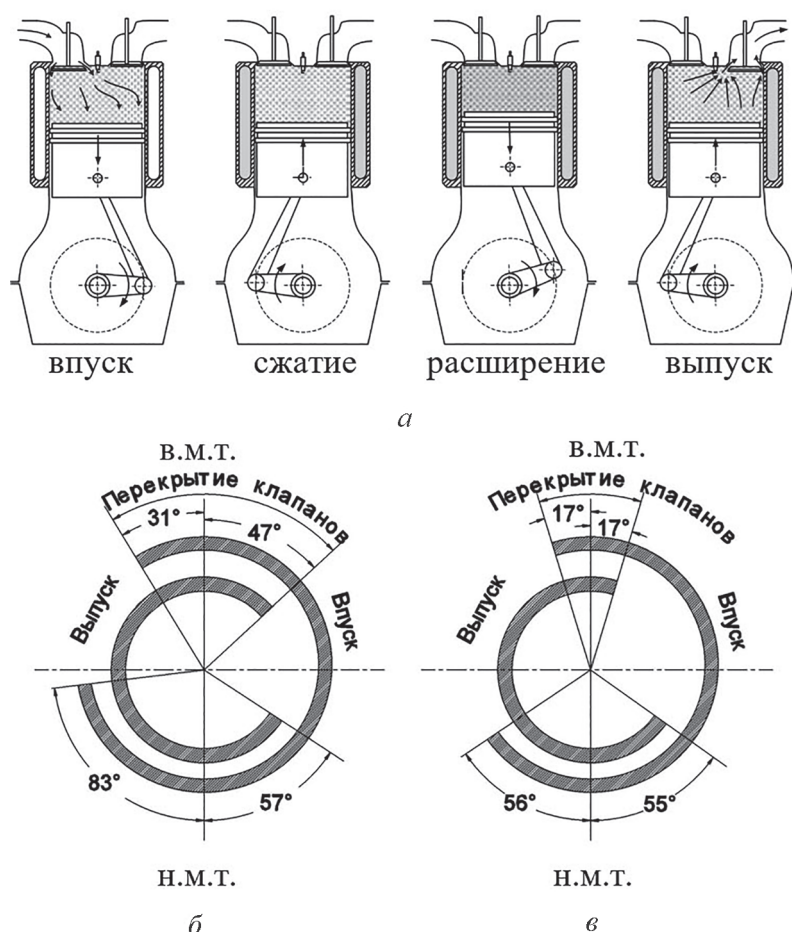 впуск сжатие расширение выпуск
а
в.м.т. в.м.т.
Перекрытие клапанов Перекрытие клапанов
31° 47° 17° 17°
Выпуск Впуск Выпуск Впуск
83° 57° 56° 55°
н.м.т. н.м.т.
б в